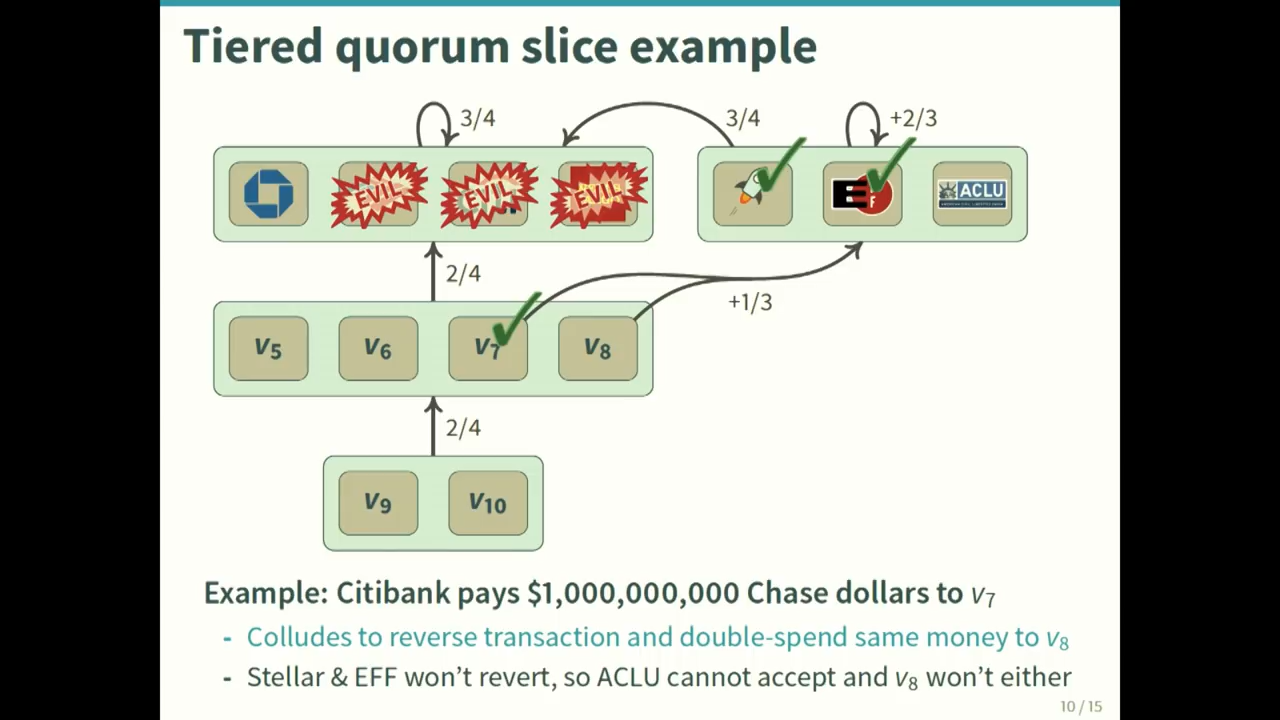 Tiered quorum slice example
3/4
3/4
+2/3
EVIL
EVIL
EVIL
E
F
ACLU
2/4
+1/3
v5
v6
v7
v8
2/4
v9
v10
Example: Citibank pays $1,000,000,000 Chase dollars to v7
- Colludes to reverse transaction and double-spend same money to v8
- Stellar & EFF won't revert, so ACLU cannot accept and v8 won't either
10 / 15